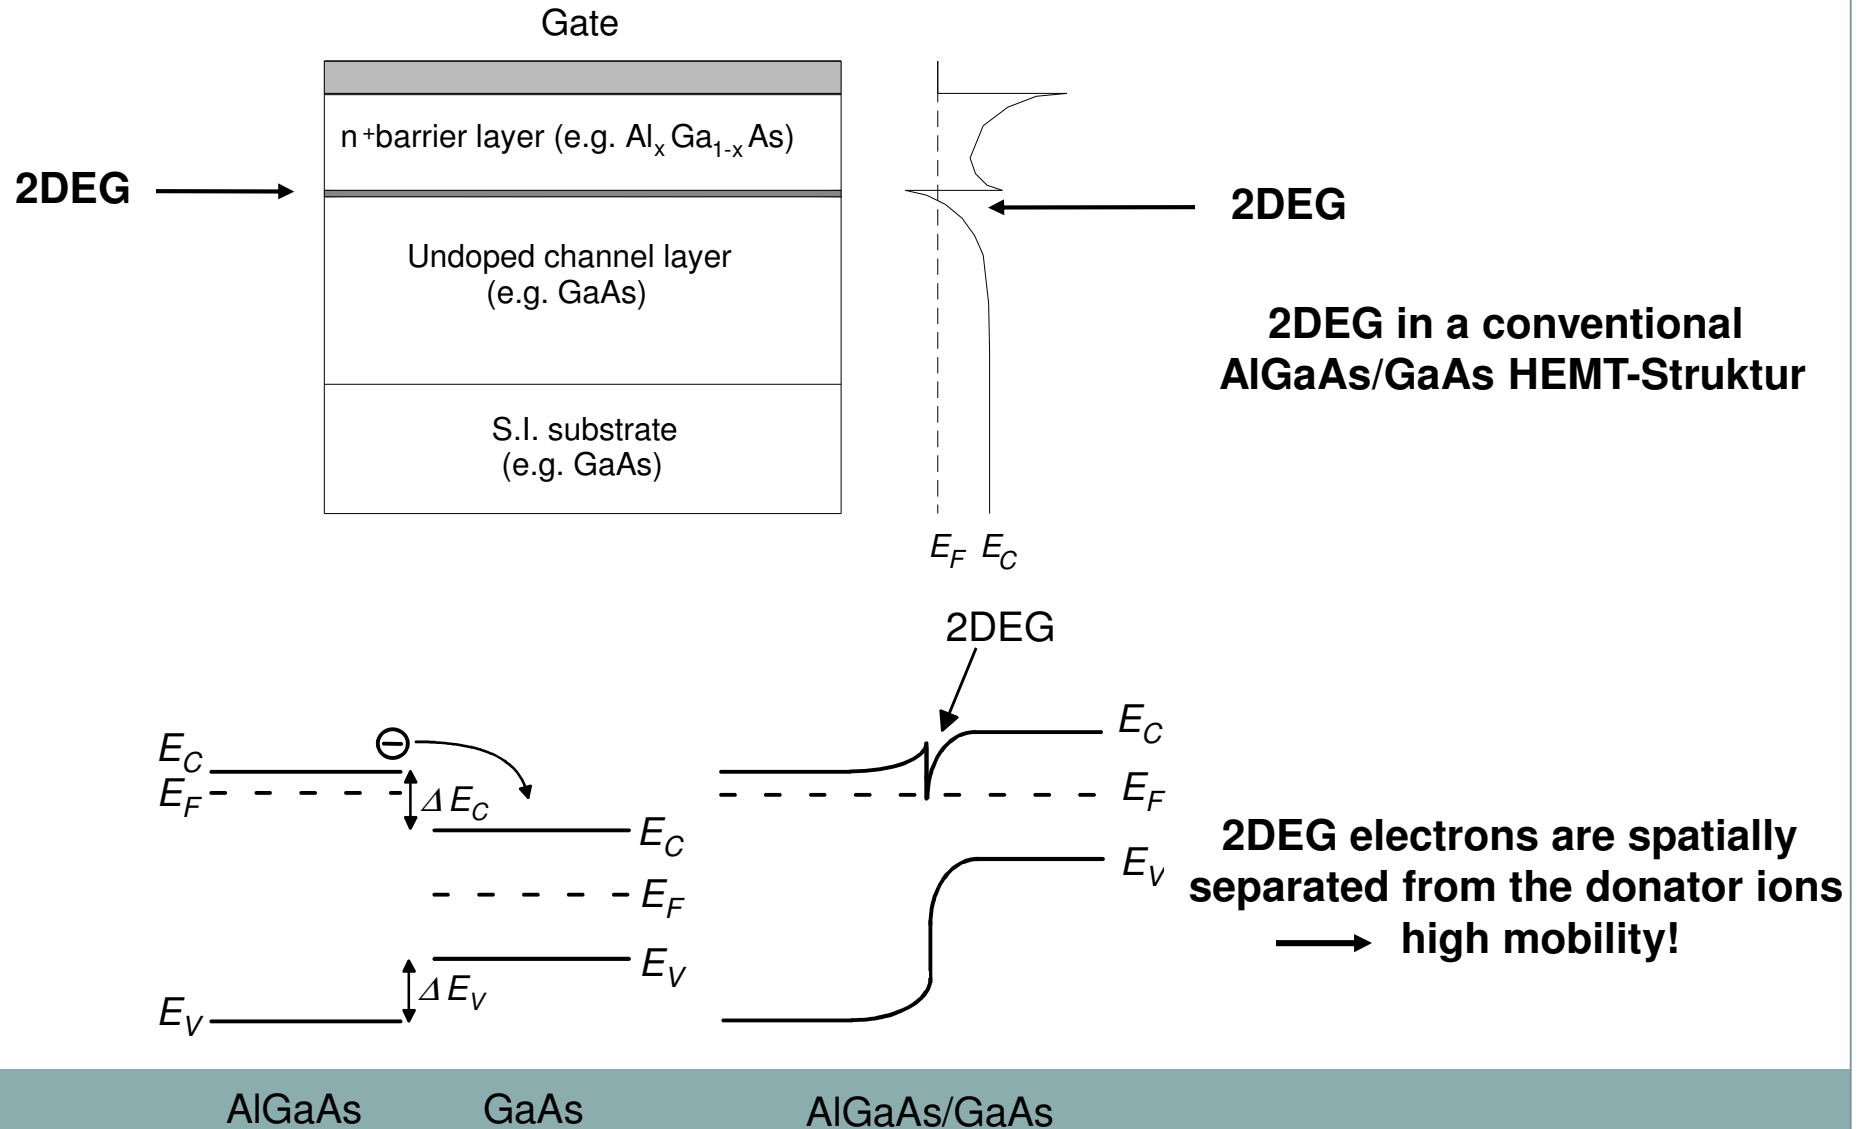 Gate
n⁺barrier layer (e.g. AlₓGa₁₋ₓAs)
2DEG
2DEG
Undoped channel layer
(e.g. GaAs)
2DEG in a conventional
AlGaAs/GaAs HEMT-Struktur
S.I. substrate
(e.g. GaAs)
E_F E_C
2DEG
E_C
E_F
Δ E_C
E_C
E_F
Δ E_V
E_V
E_V
E_C
E_F
E_V
2DEG electrons are spatially
separated from the donator ions
high mobility!
AlGaAs
GaAs
AlGaAs/GaAs